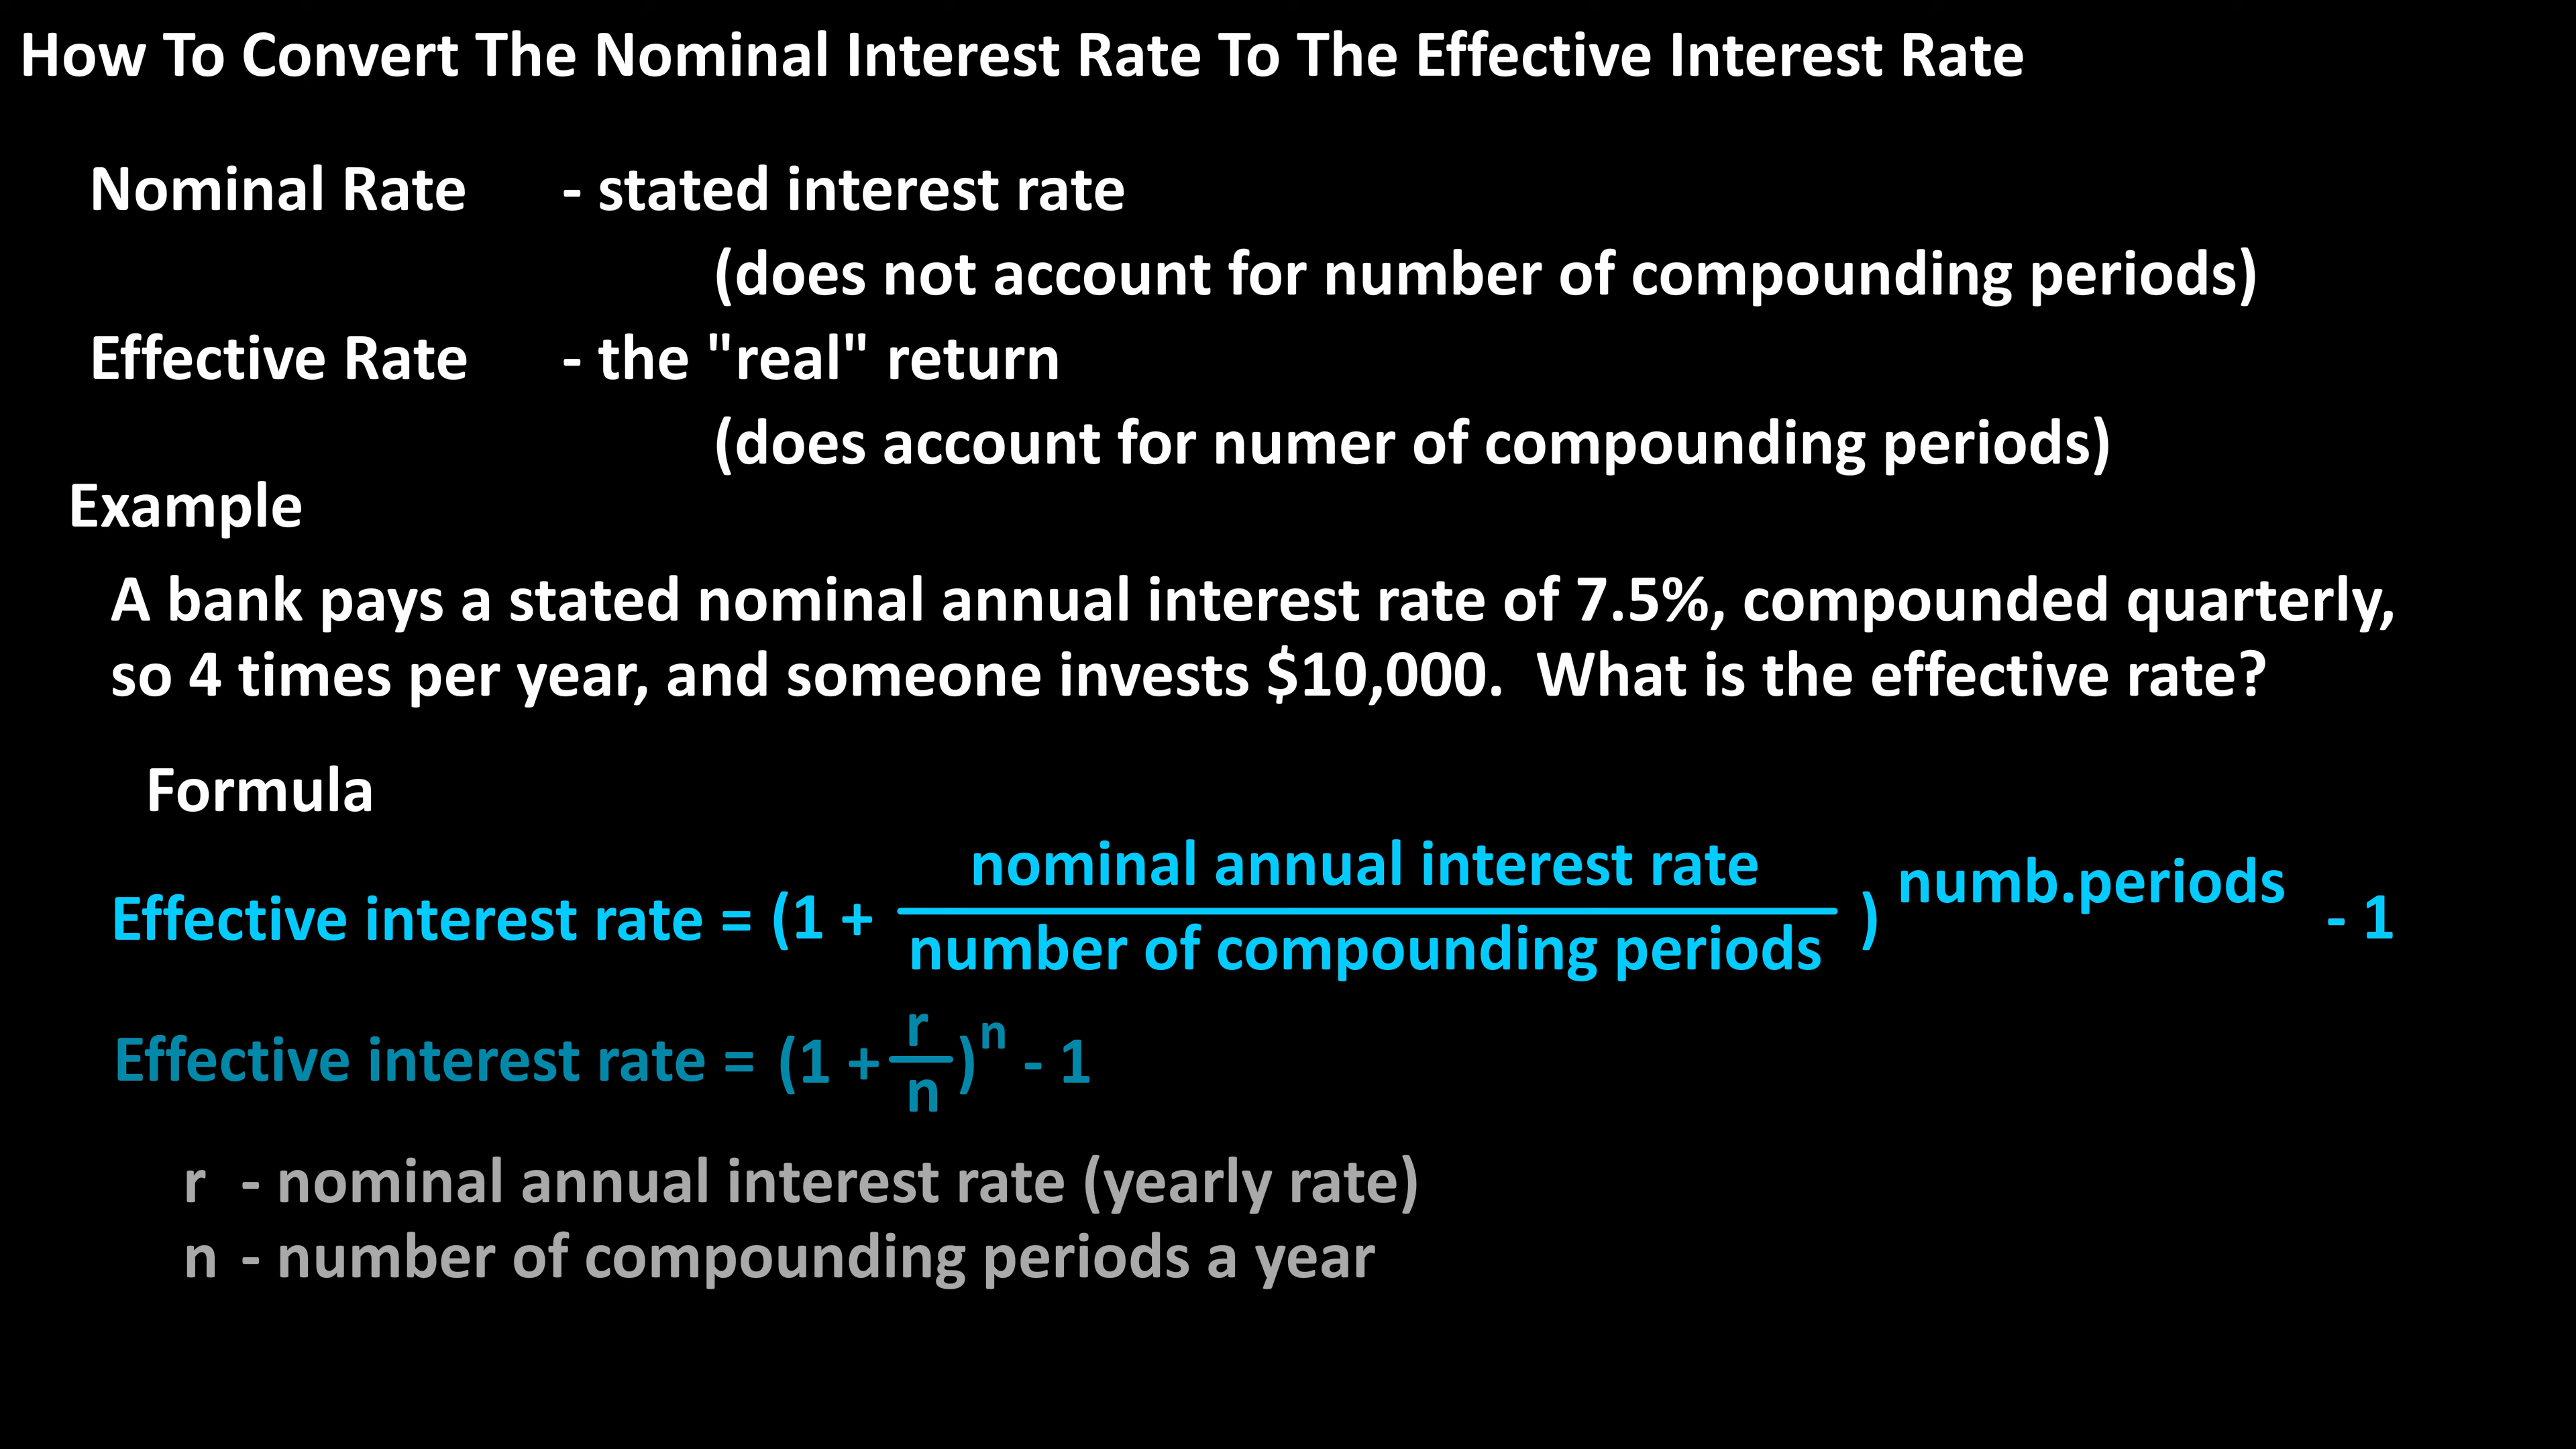 How To Convert The Nominal Interest Rate To The Effective Interest Rate
Nominal Rate - stated interest rate
(does not account for number of compounding periods)
Effective Rate - the "real" return
(does account for numer of compounding periods)
Example
A bank pays a stated nominal annual interest rate of 7.5%, compounded quarterly,
so 4 times per year, and someone invests $10,000. What is the effective rate?
Formula
Effective interest rate = (1 + nominal annual interest rate / number of compounding periods ) numb.periods - 1
Effective interest rate = (1 + r / n )^n - 1
r - nominal annual interest rate (yearly rate)
n - number of compounding periods a year